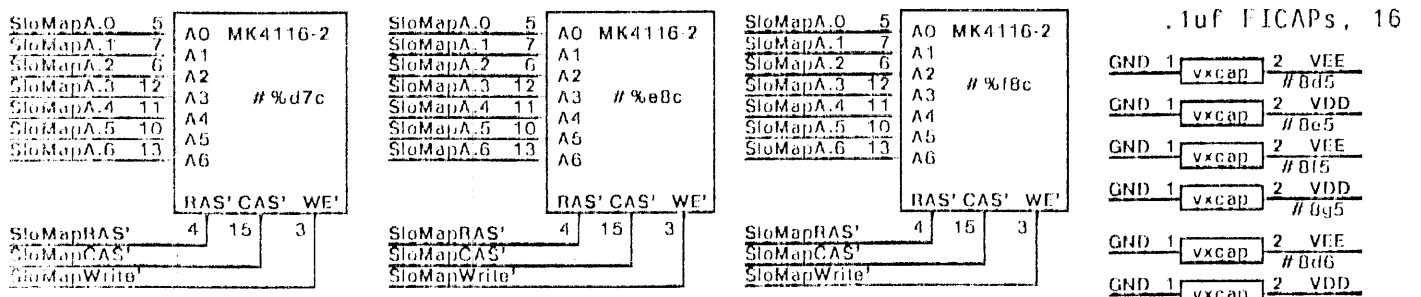 SloMapA.0 5
SloMapA.1 7
SloMapA.2 6
SloMapA.3 12
SloMapA.4 11
SloMapA.5 10
SloMapA.6 13
A0 MK4116-2
A1
A2
A3 #%d7c
A4
A5
A6
RAS' CAS' WE'
4 15 3
SloMapRAS'
SloMapCAS'
SloMapWrite'
SloMapA.0 5
SloMapA.1 7
SloMapA.2 6
SloMapA.3 12
SloMapA.4 11
SloMapA.5 10
SloMapA.6 13
A0 MK4116-2
A1
A2
A3 #%e8c
A4
A5
A6
RAS' CAS' WE'
4 15 3
SloMapRAS'
SloMapCAS'
SloMapWrite'
SloMapA.0 5
SloMapA.1 7
SloMapA.2 6
SloMapA.3 12
SloMapA.4 11
SloMapA.5 10
SloMapA.6 13
A0 MK4116-2
A1
A2
A3 #%f8c
A4
A5
A6
RAS' CAS' WE'
4 15 3
SloMapRAS'
SloMapCAS'
SloMapWrite'
.1uf FICAPs, 16
GND 1 vxcap 2 VEE
#8d5
GND 1 vxcap 2 VDD
#8e5
GND 1 vxcap 2 VEE
#8f5
GND 1 vxcap 2 VDD
#8g5
GND 1 vxcap 2 VEE
#8d6
GND 1 vxcap 2 VDD